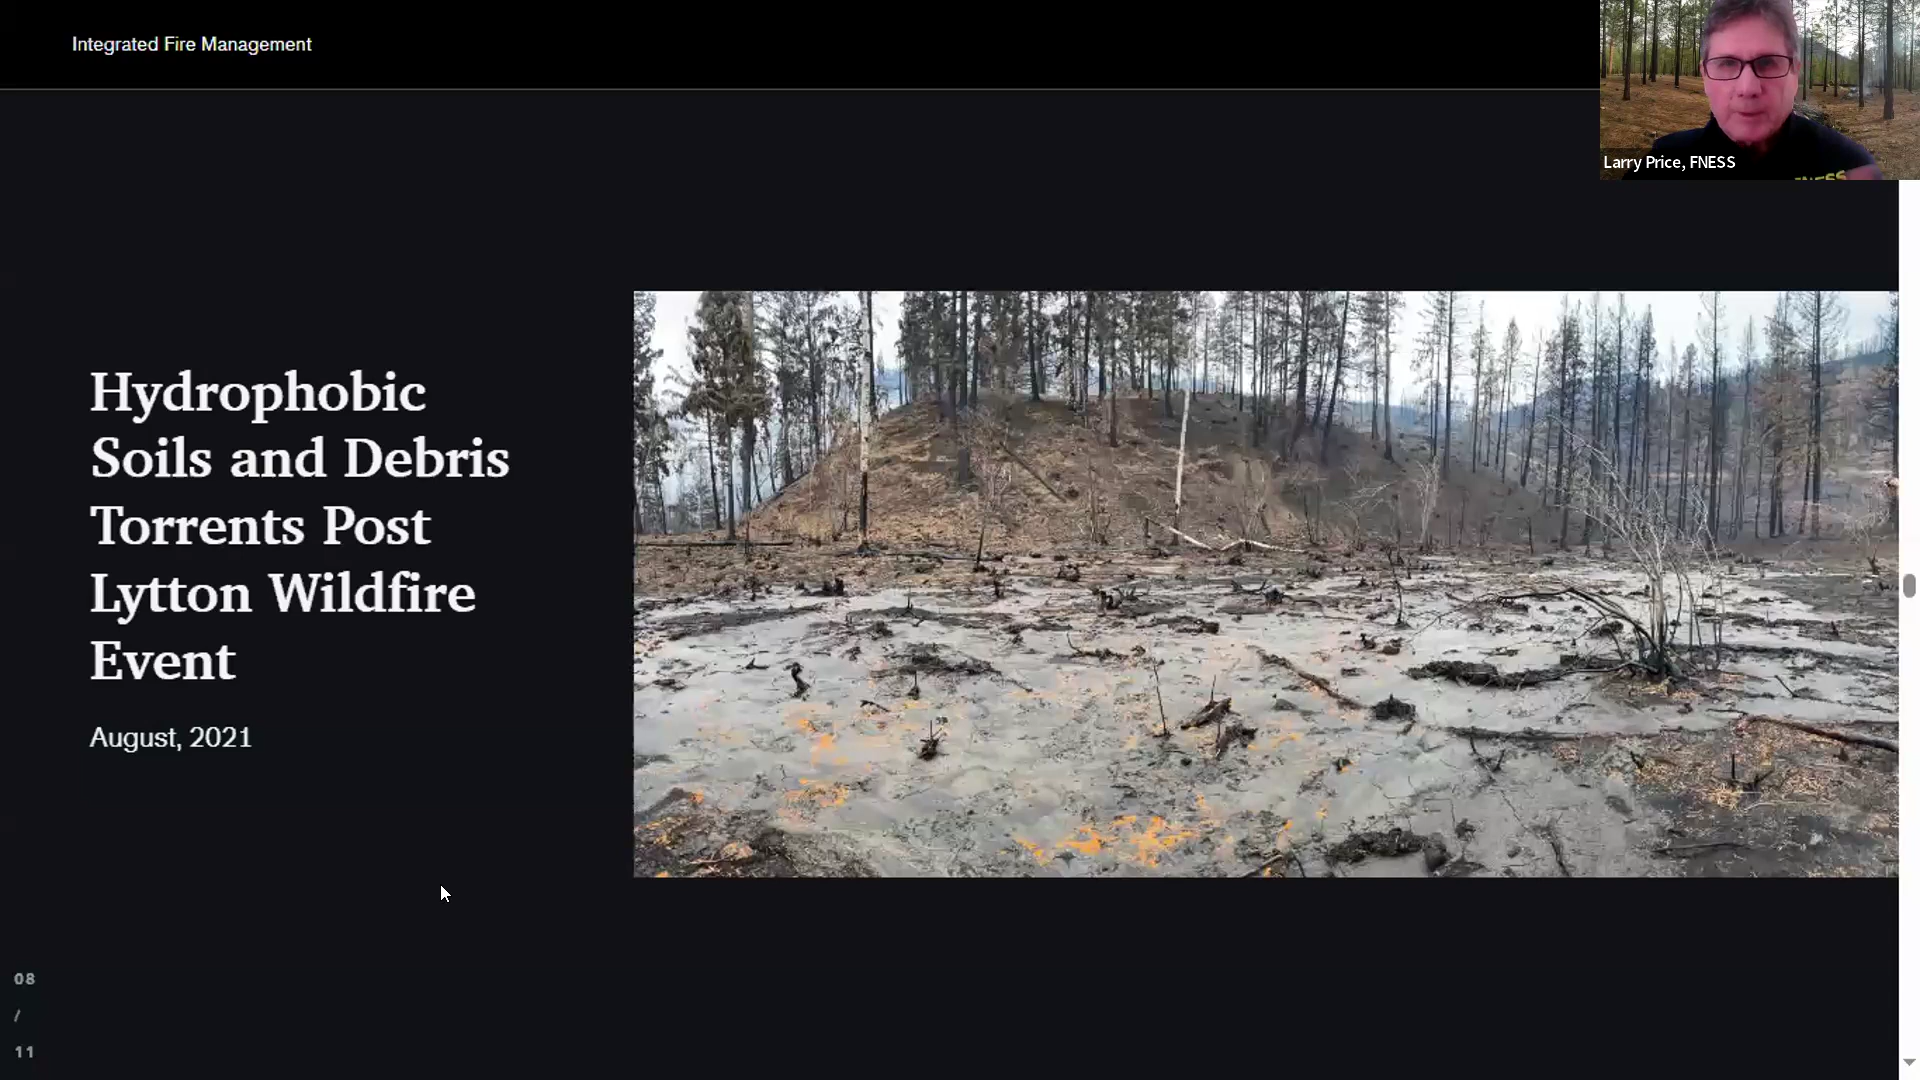 Integrated Fire Management
Larry Price, FNESS
FNESS
Hydrophobic
Soils and Debris
Torrents Post
Lytton Wildfire
Event
August, 2021
08
/
11